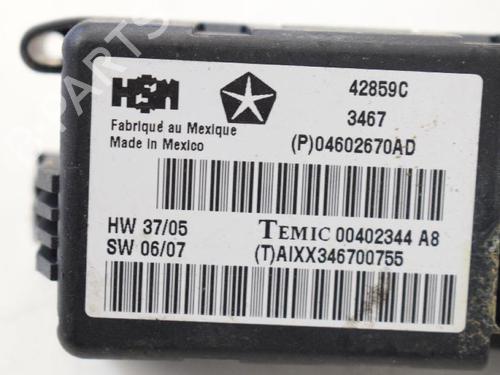 HSM
42859C
3467
Fabriqué au Mexique
Made in Mexico
(P)04602670AD
HW 37/05
SW 06/07
TEMIC 00402344 A8
(T)AIXX346700755